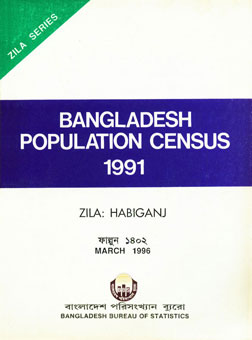 ZILA SERIES
BANGLADESH
POPULATION CENSUS
1991
ZILA: HABIGANJ
ফাল্গুন ১৪০২
MARCH 1996
বাংলাদেশ পরিসংখ্যান ব্যুরো
BANGLADESH BUREAU OF STATISTICS